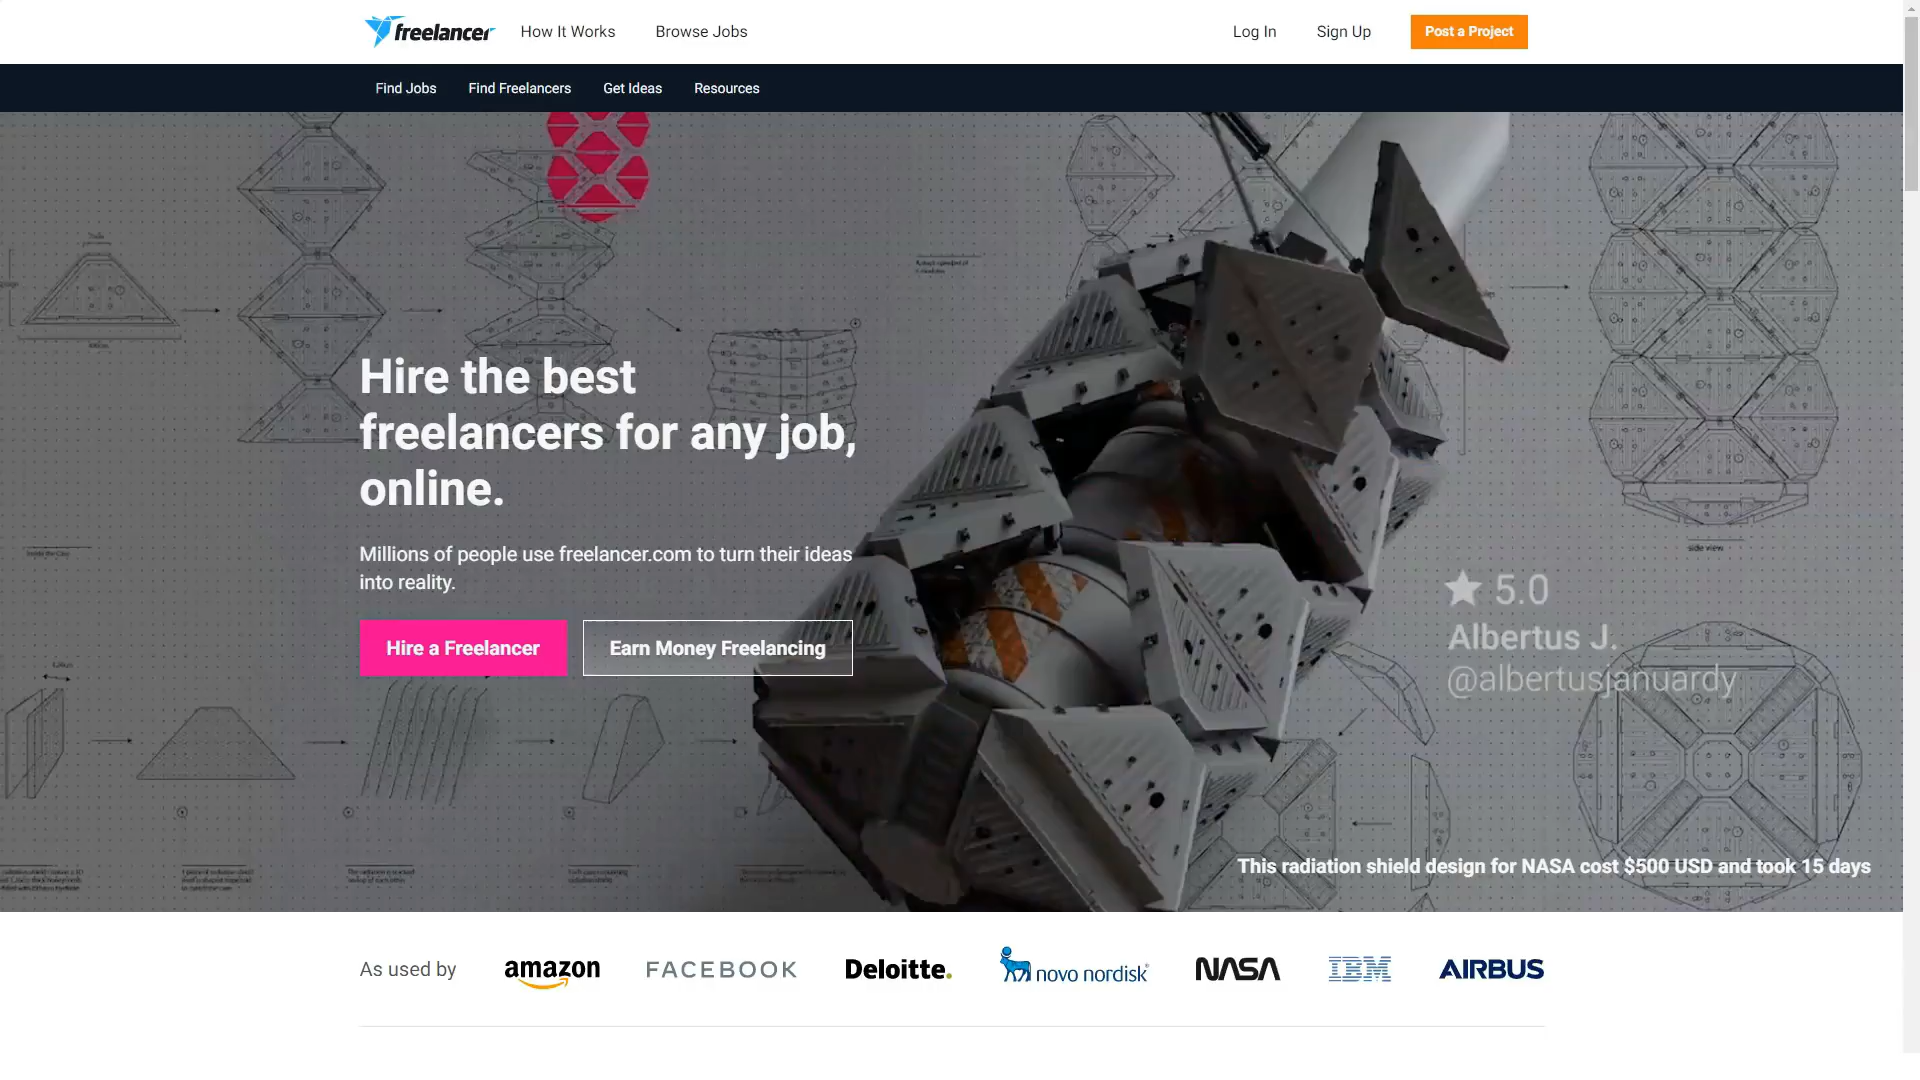 freelancer
How It Works
Browse Jobs
Log In
Sign Up
Post a Project
Find Jobs
Find Freelancers
Get Ideas
Resources
Hire the best
freelancers for any job,
online.
Millions of people use freelancer.com to turn their ideas
into reality.
Hire a Freelancer
Earn Money Freelancing
side view
5.0
Albertus J.
@albertusjanuardy
This radiation shield design for NASA cost $500 USD and took 15 days
As used by
amazon
FACEBOOK
Deloitte.
novo nordisk
NASA
IBM
AIRBUS